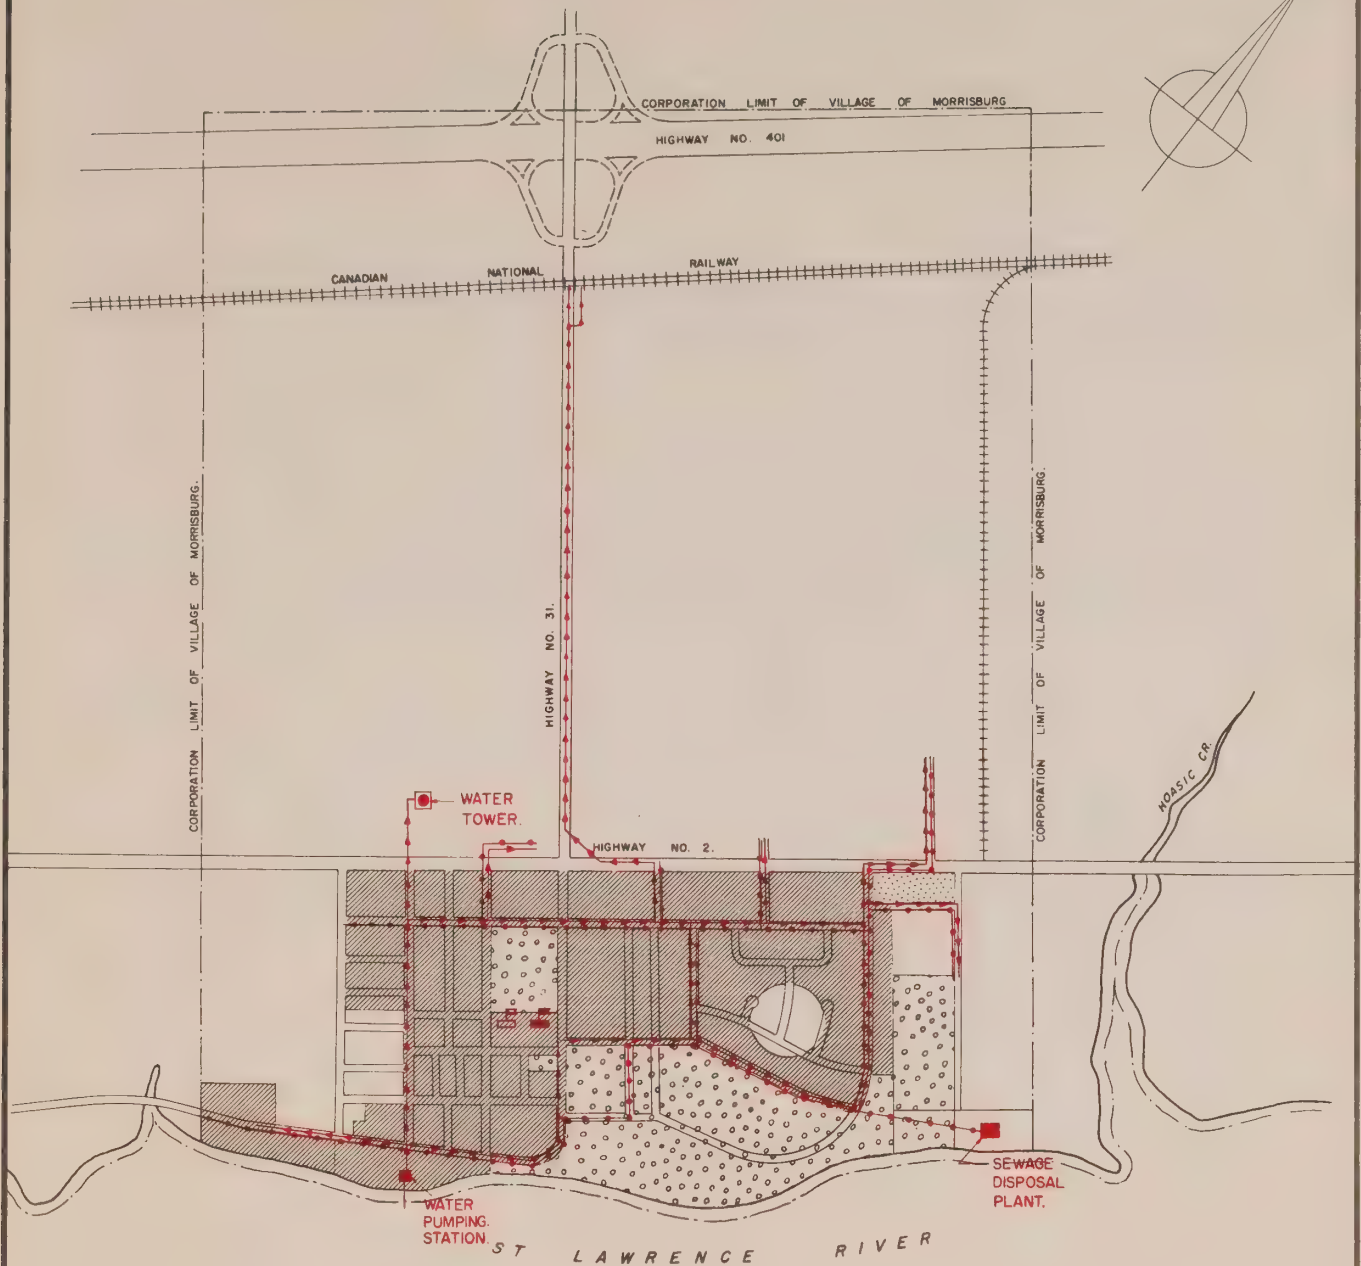 CORPORATION LIMIT OF VILLAGE OF MORRISBURG
HIGHWAY NO. 401
CANADIAN NATIONAL RAILWAY
CORPORATION LIMIT OF VILLAGE OF MORRISBURG.
HIGHWAY NO. 31.
CORPORATION LIMIT OF VILLAGE OF MORRISBURG.
HOASIC CR.
WATER
TOWER.
HIGHWAY NO. 2.
SEWAGE
DISPOSAL
PLANT.
WATER
PUMPING.
STATION.
ST LAWRENCE RIVER